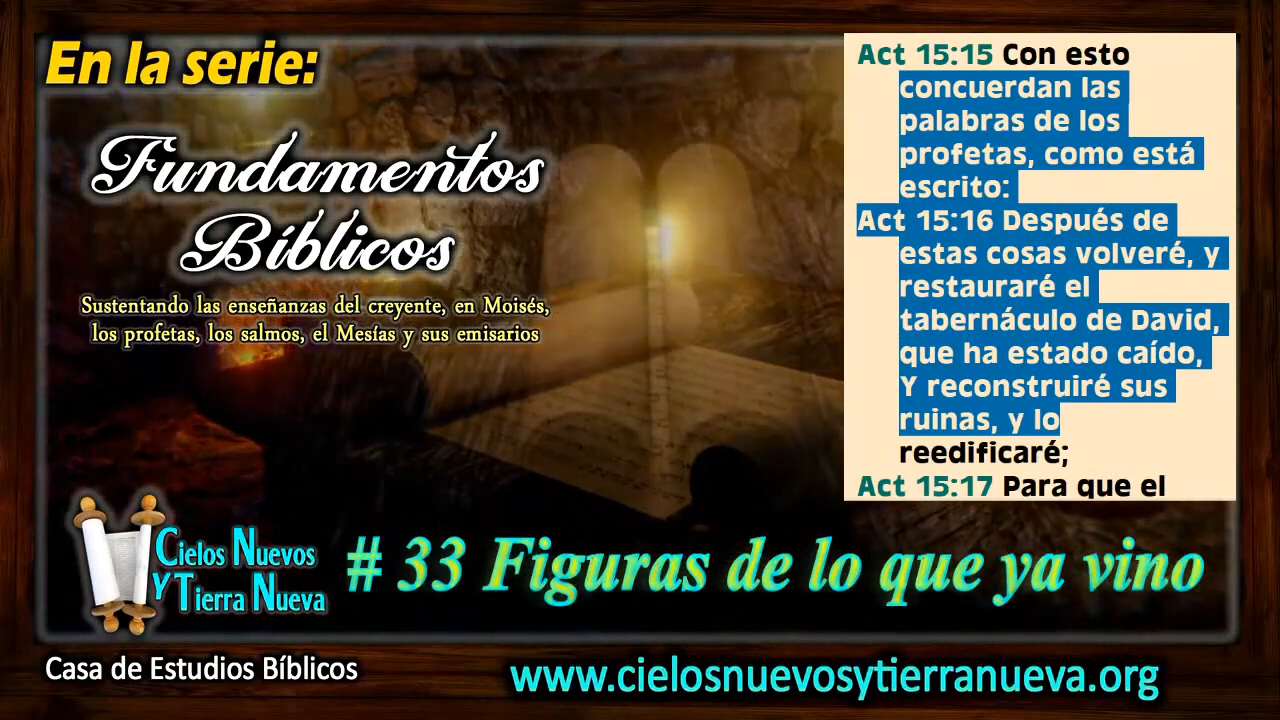 En la serie:
Fundamentos
Bíblicos
Sustentando las enseñanzas del creyente, en Moisés,
los profetas, los salmos, el Mesías y sus emisarios
Act 15:15 Con esto
concuerdan las
palabras de los
profetas, como está
escrito:
Act 15:16 Después de
estas cosas volveré, y
restauraré el
tabernáculo de David,
que ha estado caído,
Y reconstruiré sus
ruinas, y lo
reedificaré;
Act 15:17 Para que el
Cielos Nuevos
Y Tierra Nueva
# 33 Figuras de lo que ya vino
Casa de Estudios Bíblicos
www.cielosnuevosytierranueva.org